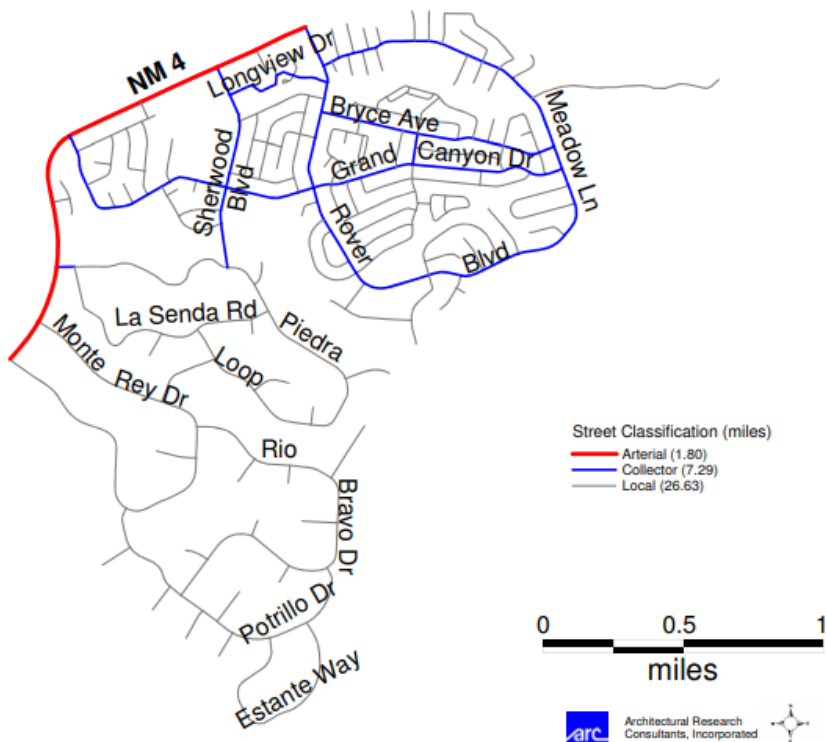 NM 4
Longview Dr
Bryce Ave
Grand
Canyon Dr
Meadow Ln
Sherwood
Blvd
Rover
Blvd
La Senda Rd
Piedra
Loop
Monte
Rey Dr
Rio
Bravo Dr
Potrillo Dr
Estante Way
Street Classification (miles)
Arterial (1.80)
Collector (7.29)
Local (26.63)
0 0.5 1
miles
arc
Architectural Research
Consultants, Incorporated